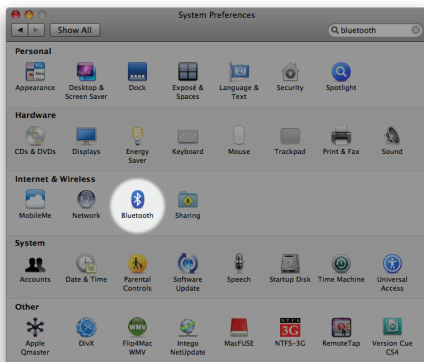 System Preferences
Show All
bluetooth
Personal
Appearance
Desktop &
Screen Saver
Dock
Exposé &
Spaces
Language &
Text
Security
Spotlight
Hardware
CDs & DVDs
Displays
Energy
Saver
Keyboard
Mouse
Trackpad
Print & Fax
Sound
Internet & Wireless
MobileMe
Network
Bluetooth
Sharing
System
Accounts
Date & Time
Parental
Controls
Software
Update
Speech
Startup Disk
Time Machine
Universal
Access
Other
Apple
Qmaster
DivX
WMV
Flip4Mac
WMV
Intego
NetUpdate
MacFUSE
NTFS
3G
NTFS-3G
RemoteTap
Version Cue
CS4